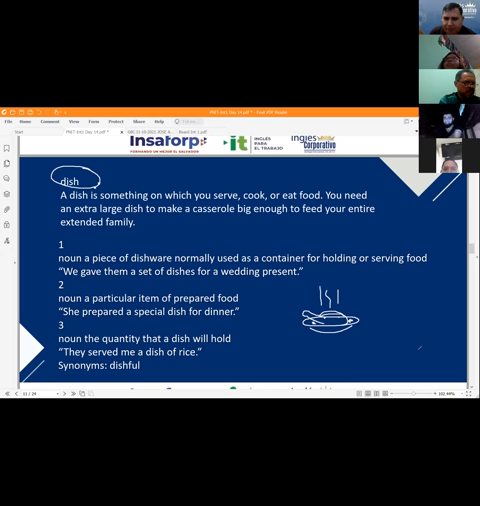 File Home Comment View Form Protect Share Help
Start
Insaforp
FORMANDO UN MEJOR EL SALVADOR
it INGLÉS PARA EL TRABAJO
Inglés Corporativo
dish
A dish is something on which you serve, cook, or eat food. You need
an extra large dish to make a casserole big enough to feed your entire
extended family.
1
noun a piece of dishware normally used as a container for holding or serving food
“We gave them a set of dishes for a wedding present.”
2
noun a particular item of prepared food
“She prepared a special dish for dinner.”
3
noun the quantity that a dish will hold
“They served me a dish of rice.”
Synonyms: dishful
11 / 24
102.44%